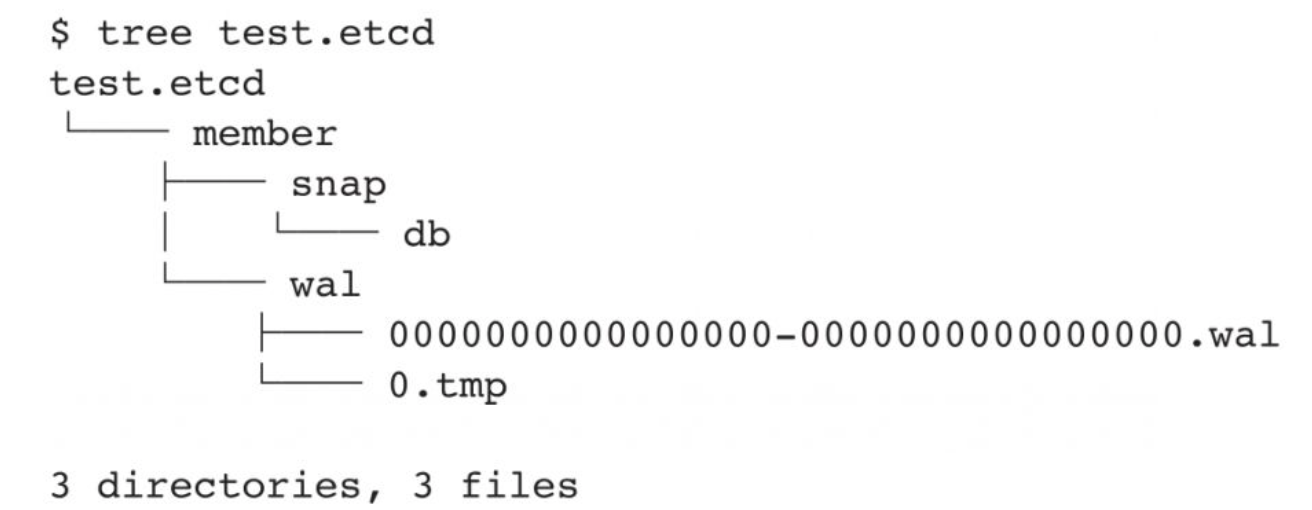 $ tree test.etcd
test.etcd
└── member
    ├── snap
    │   └── db
    └── wal
        ├── 0000000000000000-0000000000000000.wal
        └── 0.tmp

3 directories, 3 files